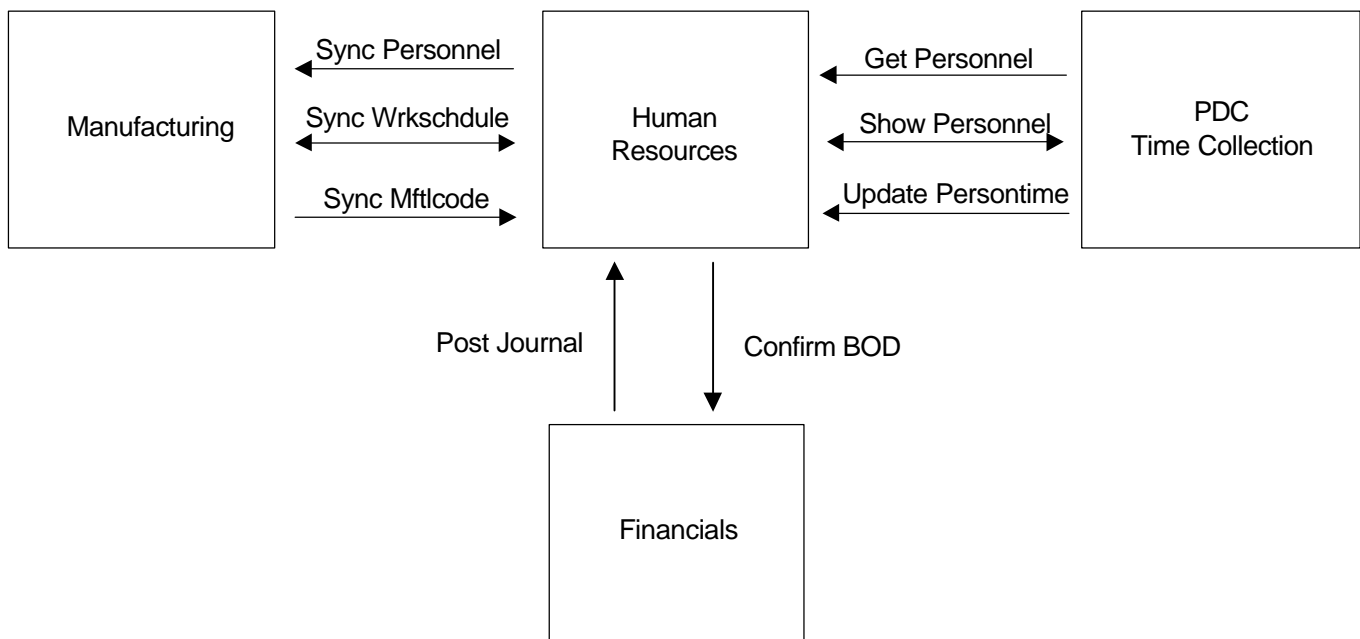 Sync Personnel
Get Personnel
Manufacturing
Sync Wrkschdule
Human
Resources
Show Personnel
PDC
Time Collection
Sync Mftlcode
Update Persontime
Post Journal
Confirm BOD
Financials